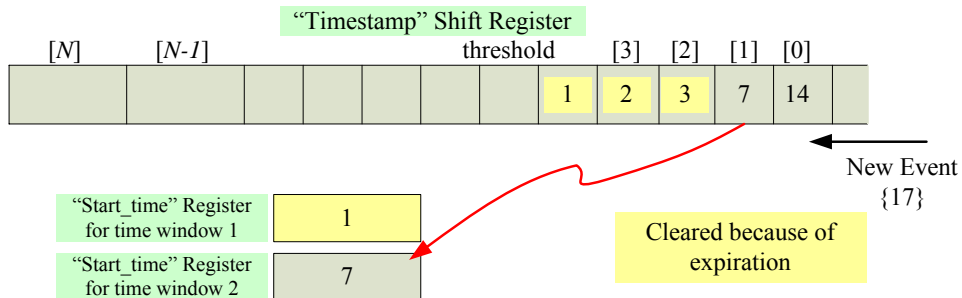 “Timestamp” Shift Register
[N] [N-1] threshold [3] [2] [1] [0]
1 2 3 7 14
New Event
{17}
“Start_time” Register
for time window 1
1
Cleared because of
expiration
“Start_time” Register
for time window 2
7